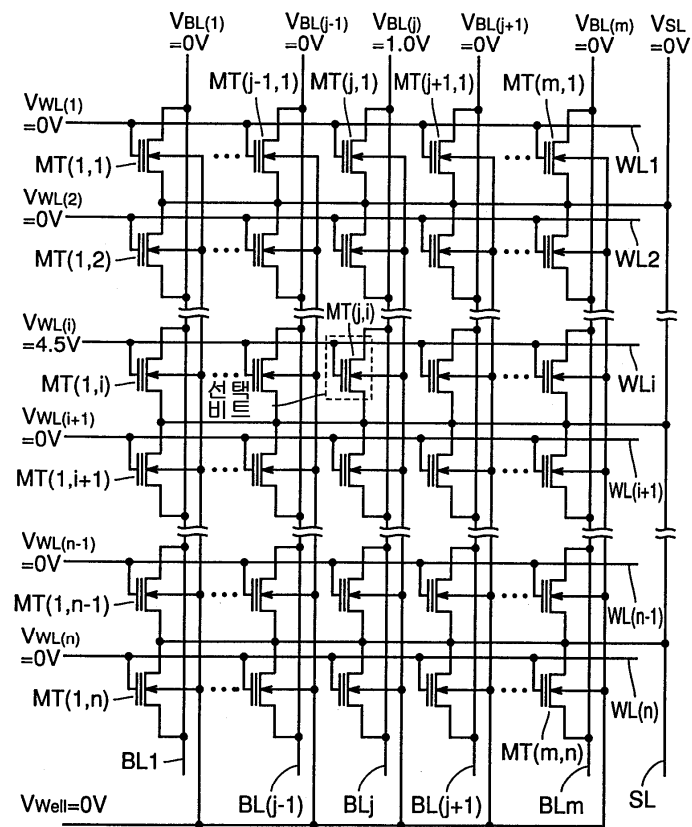 VBL(1) VBL(j-1) VBL(j) VBL(j+1) VBL(m) VSL
=0V =0V =1.0V =0V =0V =0V
MT(j-1,1) MT(j,1) MT(j+1,1) MT(m,1)
VWL(1)
=0V
MT(1,1) ••• ••• WL1
VWL(2)
=0V
MT(1,2) ••• ••• WL2
VWL(i) MT(j,i)
=4.5V
MT(1,i) ••• ••• WLi
선택
비트
VWL(i+1)
=0V
MT(1,i+1) ••• ••• WL(i+1)
VWL(n-1)
=0V
MT(1,n-1) ••• ••• WL(n-1)
VWL(n)
=0V
MT(1,n) ••• ••• WL(n)
MT(m,n)
BL1 BL(j-1) BLj BL(j+1) BLm SL
VWell=0V